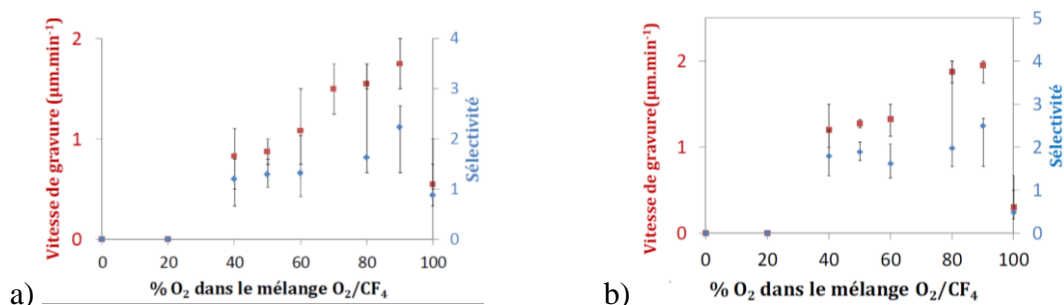 a)
Vitesse de gravure (µm.min⁻¹)
2
1
0
4
3
2
1
0
Sélectivité
0 20 40 60 80 100
% O₂ dans le mélange O₂/CF₄
b)
Vitesse de gravure(µm.min⁻¹)
2
1
0
5
4
3
2
1
0
Sélectivité
0 20 40 60 80 100
% O₂ dans le mélange O₂/CF₄